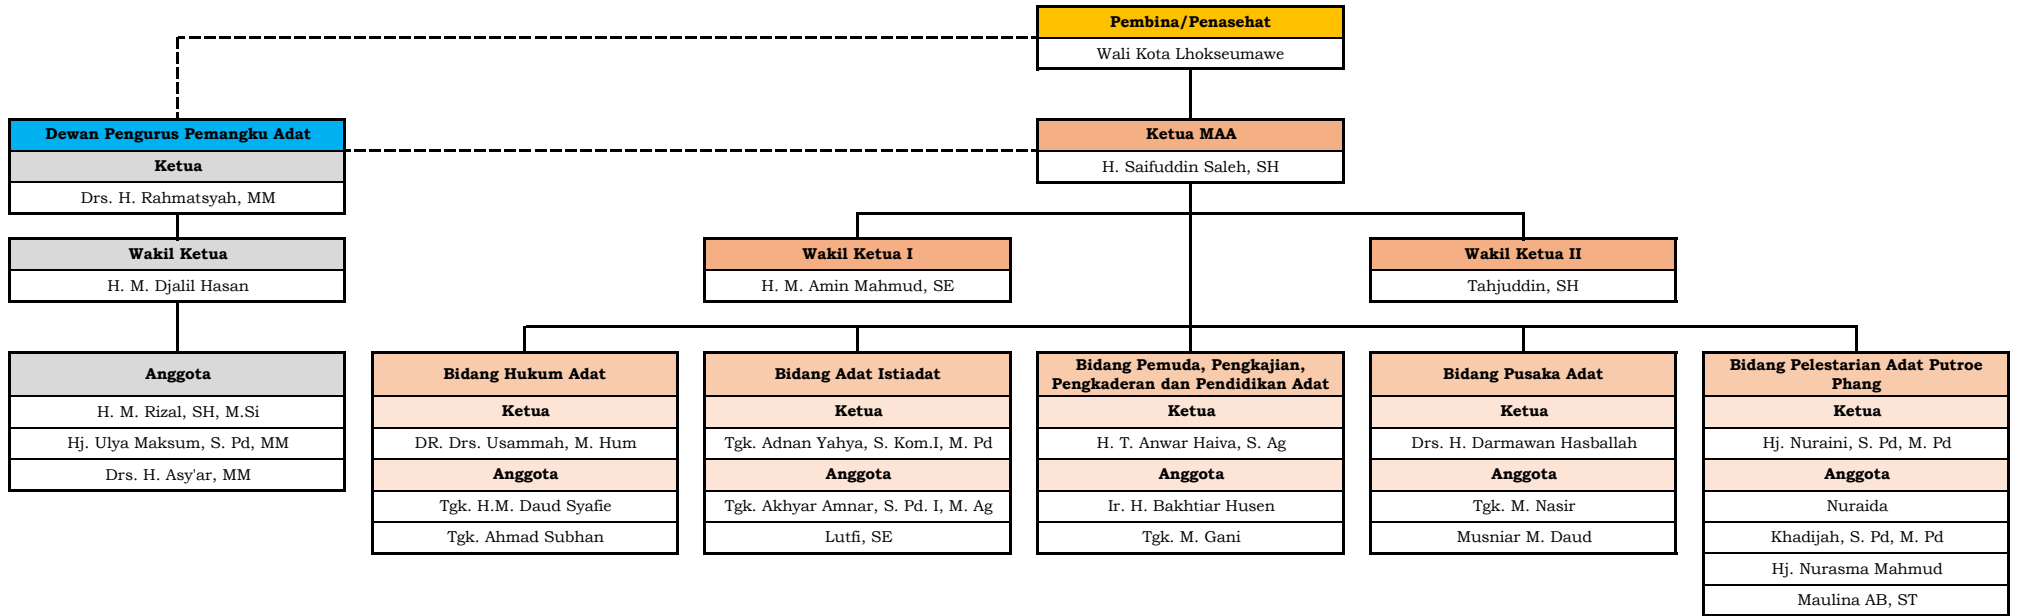 Pembina/Penasehat
Wali Kota Lhokseumawe
Dewan Pengurus Pemangku Adat
Ketua
Drs. H. Rahmatsyah, MM
Ketua MAA
H. Saifuddin Saleh, SH
Wakil Ketua
H. M. Djalil Hasan
Wakil Ketua I
H. M. Amin Mahmud, SE
Wakil Ketua II
Tahjuddin, SH
Anggota
H. M. Rizal, SH, M.Si
Hj. Ulya Maksum, S. Pd, MM
Drs. H. Asy'ar, MM
Bidang Hukum Adat
Ketua
DR. Drs. Usammah, M. Hum
Anggota
Tgk. H.M. Daud Syafie
Tgk. Ahmad Subhan
Bidang Adat Istiadat
Ketua
Tgk. Adnan Yahya, S. Kom.I, M. Pd
Anggota
Tgk. Akhyar Amnar, S. Pd. I, M. Ag
Lutfi, SE
Bidang Pemuda, Pengkajian,
Pengkaderan dan Pendidikan Adat
Ketua
H. T. Anwar Haiva, S. Ag
Anggota
Ir. H. Bakhtiar Husen
Tgk. M. Gani
Bidang Pusaka Adat
Ketua
Drs. H. Darmawan Hasballah
Anggota
Tgk. M. Nasir
Musniar M. Daud
Bidang Pelestarian Adat Putroe
Phang
Ketua
Hj. Nuraini, S. Pd, M. Pd
Anggota
Nuraida
Khadijah, S. Pd, M. Pd
Hj. Nurasma Mahmud
Maulina AB, ST